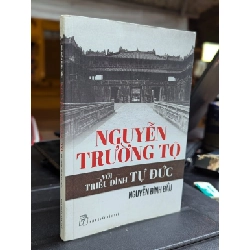 NGUYỄN
TRƯỜNG TỘ
VỚI
TRIỀU ĐÌNH TỰ ĐỨC
NGUYỄN ĐÌNH ĐẦU